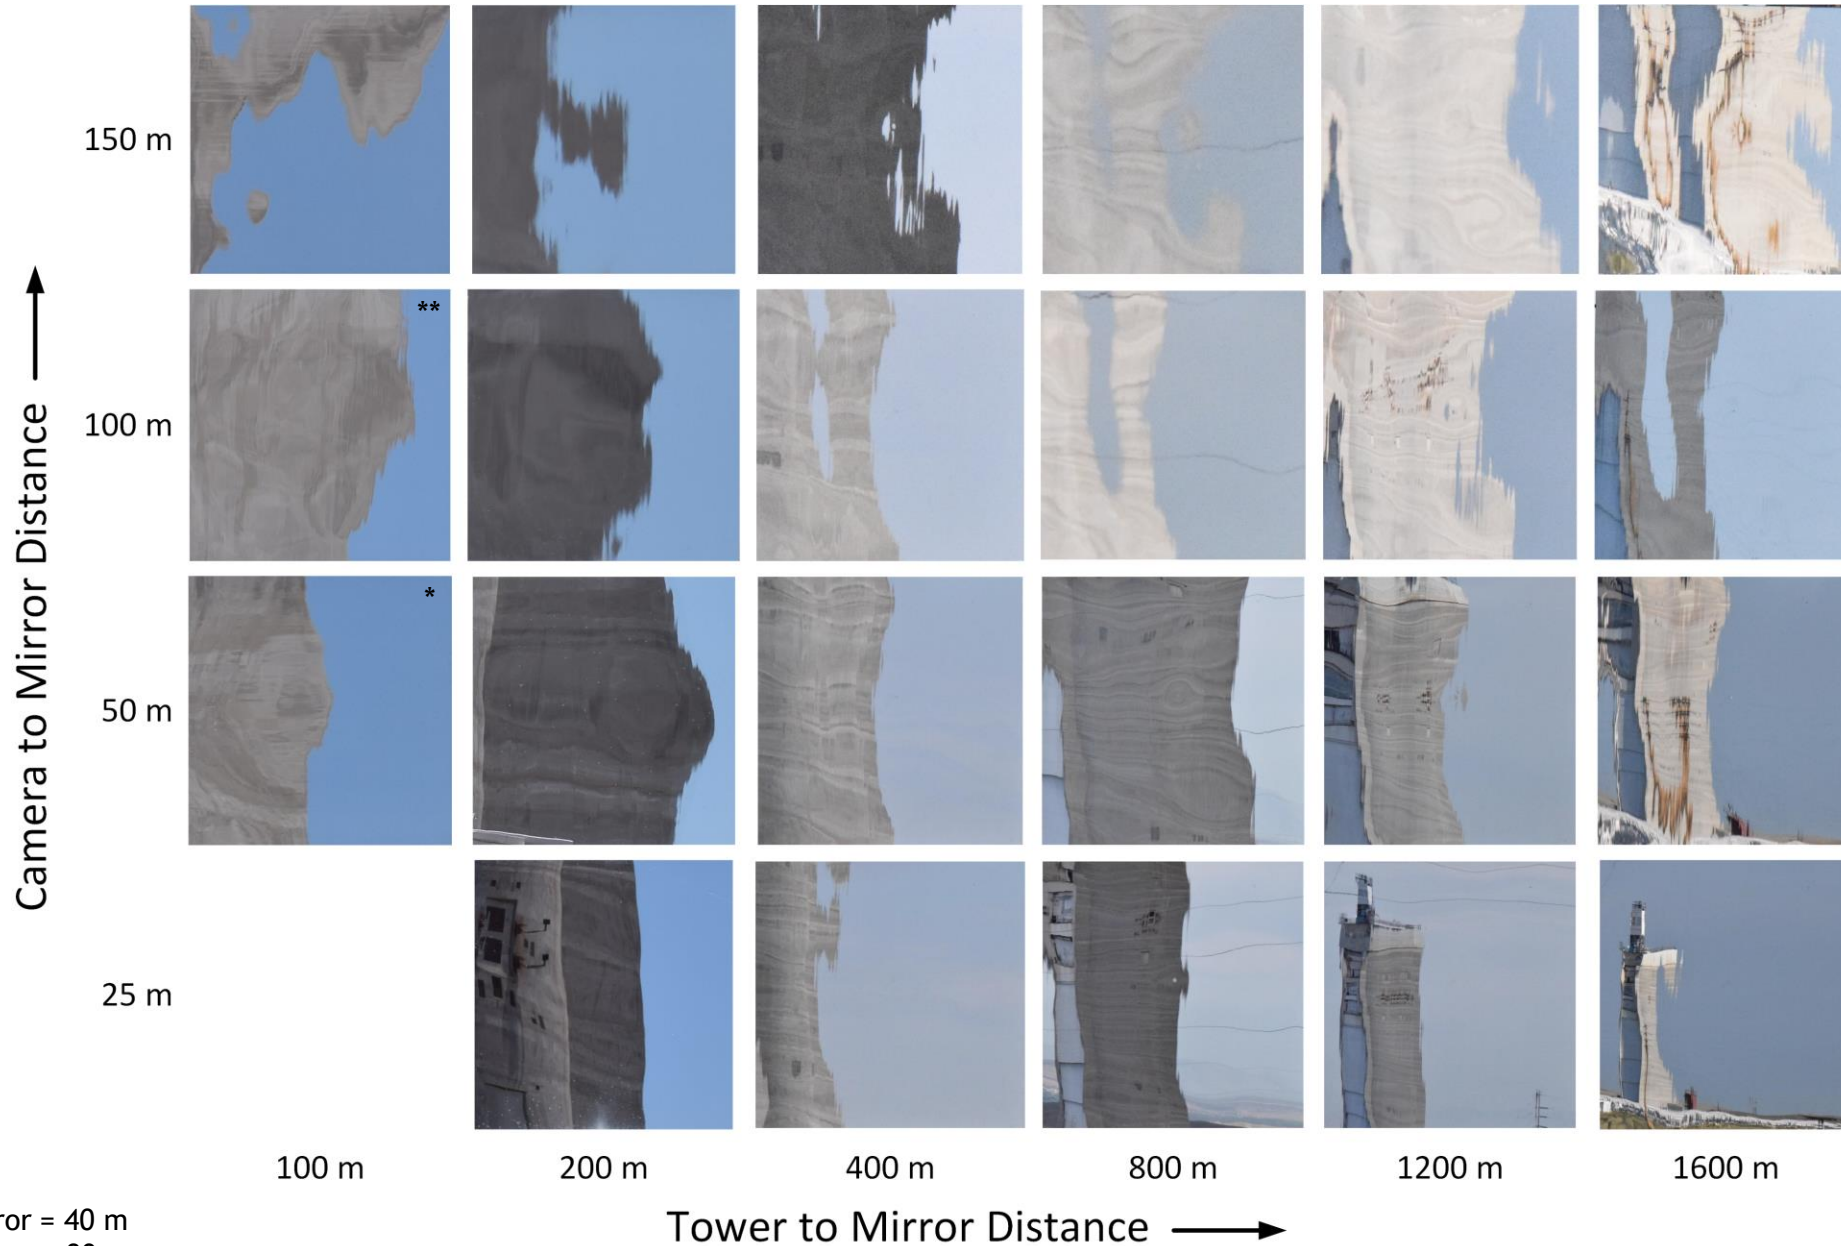 150 m
**
100 m
*
50 m
25 m
Camera to Mirror Distance
100 m 200 m 400 m 800 m 1200 m 1600 m
= 40 m
Tower to Mirror Distance